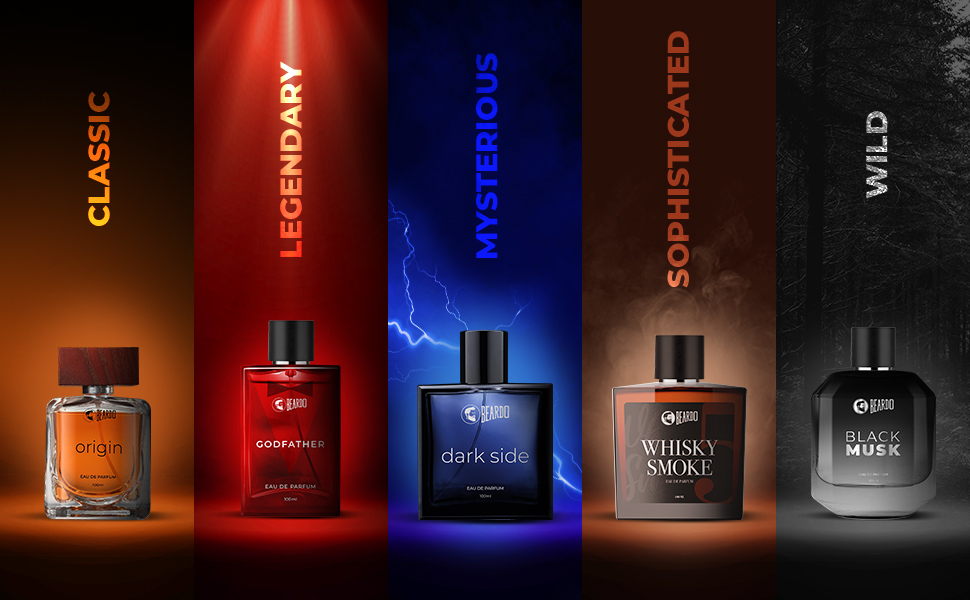 CLASSIC
BEARDO
origin
EAU DE PARFUM
100ml
LEGENDARY
BEARDO
GODFATHER
EAU DE PARFUM
100ml
MYSTERIOUS
BEARDO
dark side
EAU DE PARFUM
100ml
SOPHISTICATED
BEARDO
WHISKY
SMOKE
EAU DE PARFUM
WILD
BEARDO
BLACK
MUSK